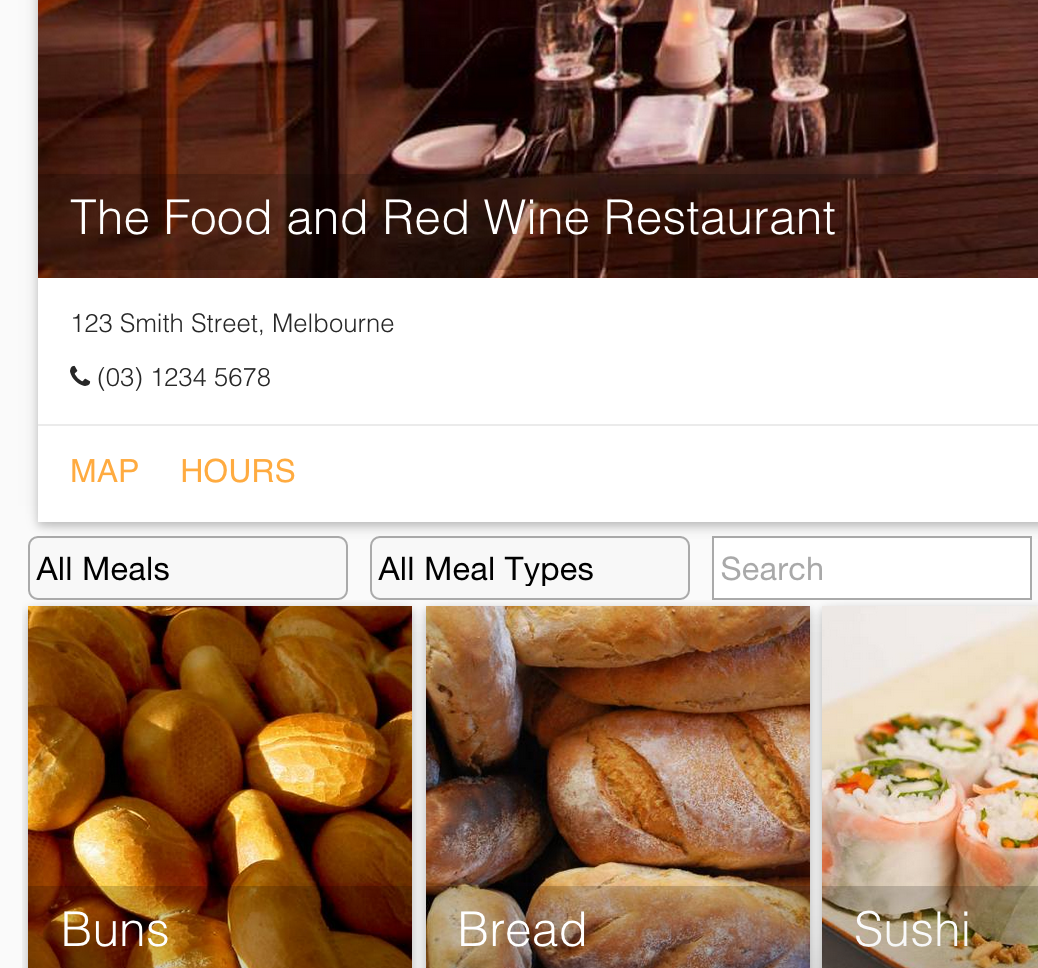 The Food and Red Wine Restaurant
123 Smith Street, Melbourne
(03) 1234 5678
MAP HOURS
All Meals All Meal Types Search
Buns Bread Sushi